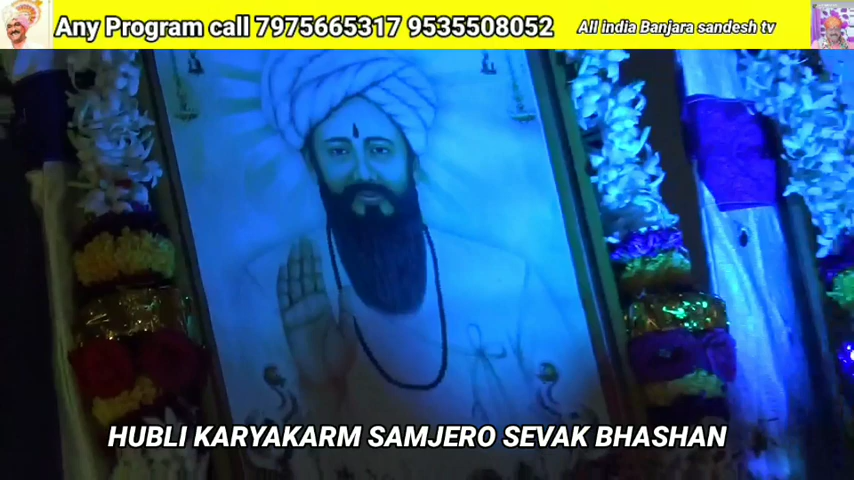 Any Program call 7975665317 9535508052
All india Banjara sandesh tv
HUBLI KARYAKARM SAMJERO SEVAK BHASHAN